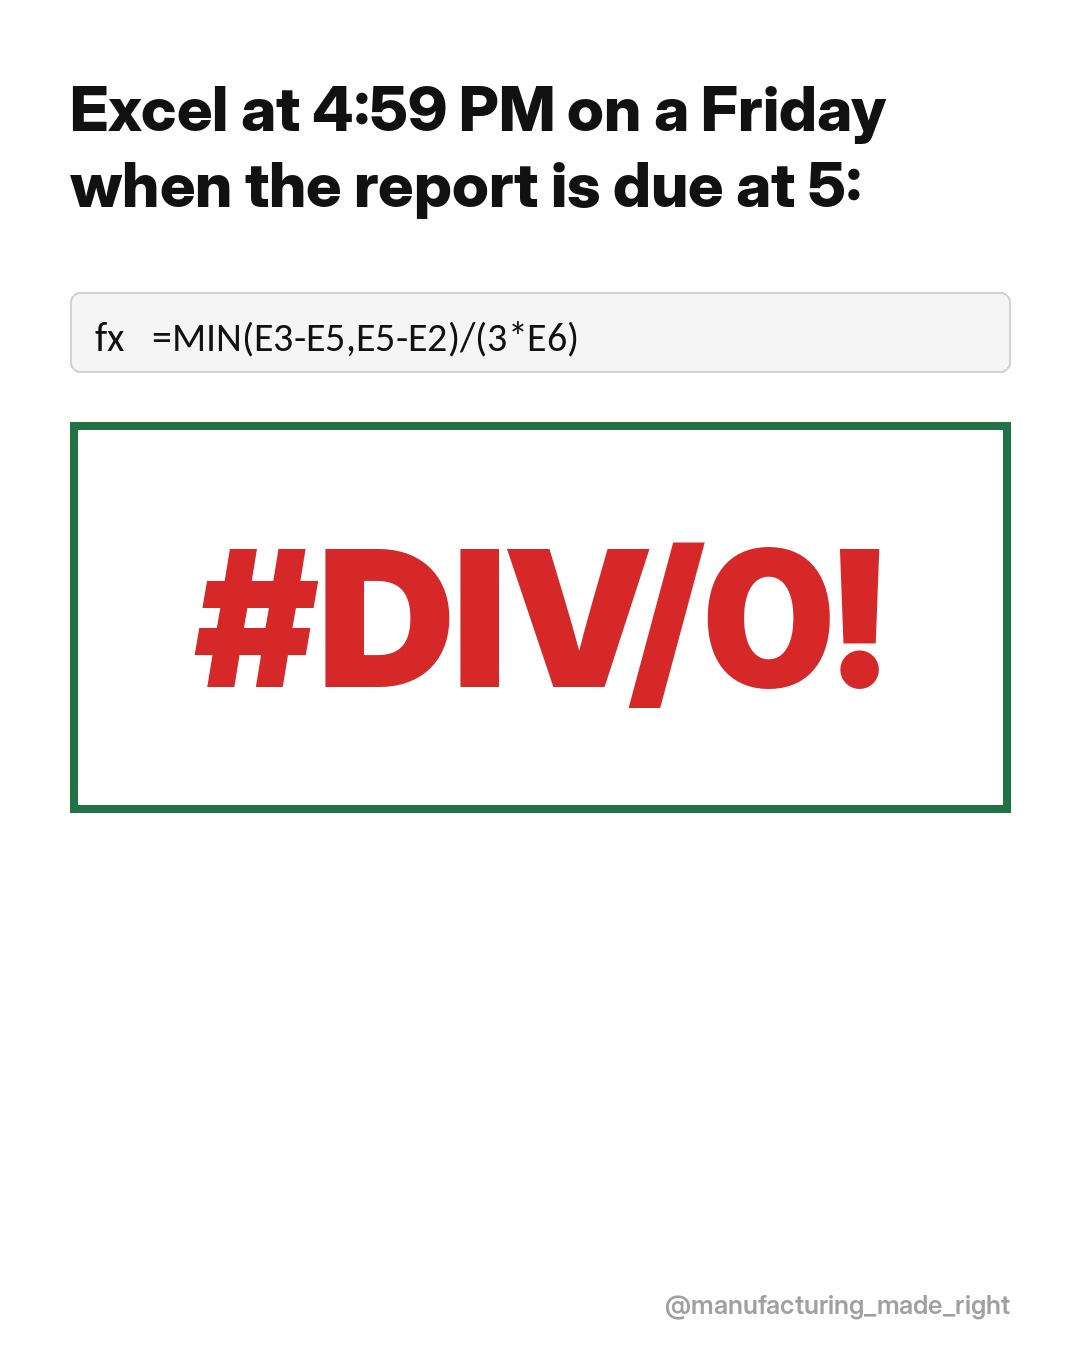 Excel at 4:59 PM on a Friday
when the report is due at 5:
fx =MIN(E3-E5,E5-E2)/(3*E6)
#DIV/0!
@manufacturing_made_right